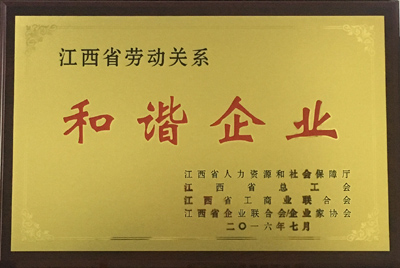 江西省劳动关系
和谐企业
江西省人力资源和社会保障厅
江西省总工会
江西省工商业联合会
江西省企业联合会/企业家协会
二〇一六年七月